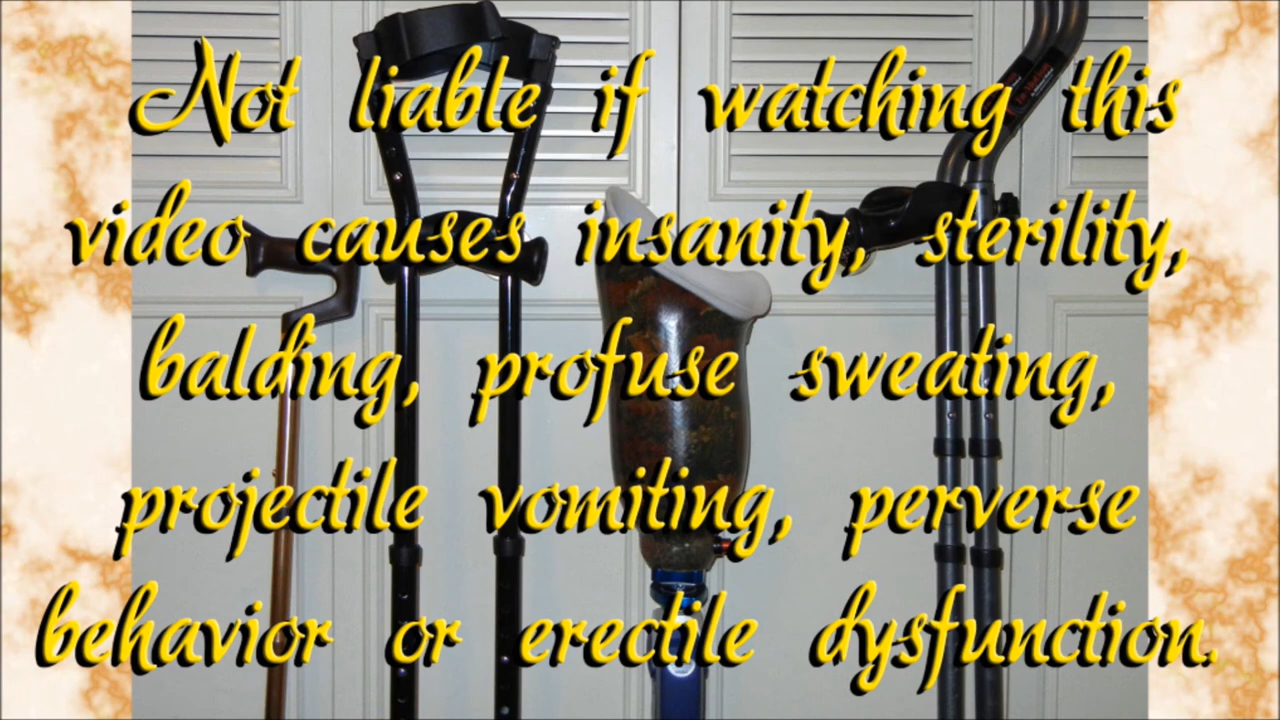 Not liable if watching this
video causes insanity, sterility,
balding, profuse sweating,
projectile vomiting, perverse
behavior or erectile dysfunction.